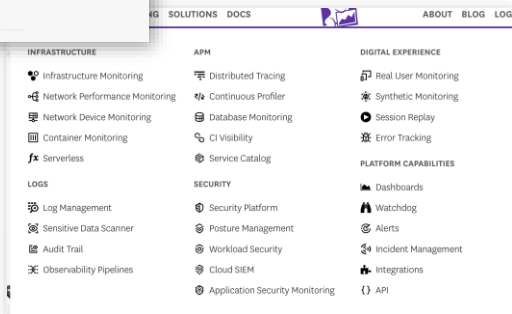 SOLUTIONS DOCS ABOUT BLOG
INFRASTRUCTURE
Infrastructure Monitoring
Network Performance Monitoring
Network Device Monitoring
Container Monitoring
Serverless
LOGS
Log Management
Sensitive Data Scanner
Audit Trail
Observability Pipelines
APM
Distributed Tracing
Continuous Profiler
Database Monitoring
CI Visibility
Service Catalog
SECURITY
Security Platform
Posture Management
Workload Security
Cloud SIEM
Application Security Monitoring
DIGITAL EXPERIENCE
Real User Monitoring
Synthetic Monitoring
Session Replay
Error Tracking
PLATFORM CAPABILITIES
Dashboards
Watchdog
Alerts
Incident Management
Integrations
API